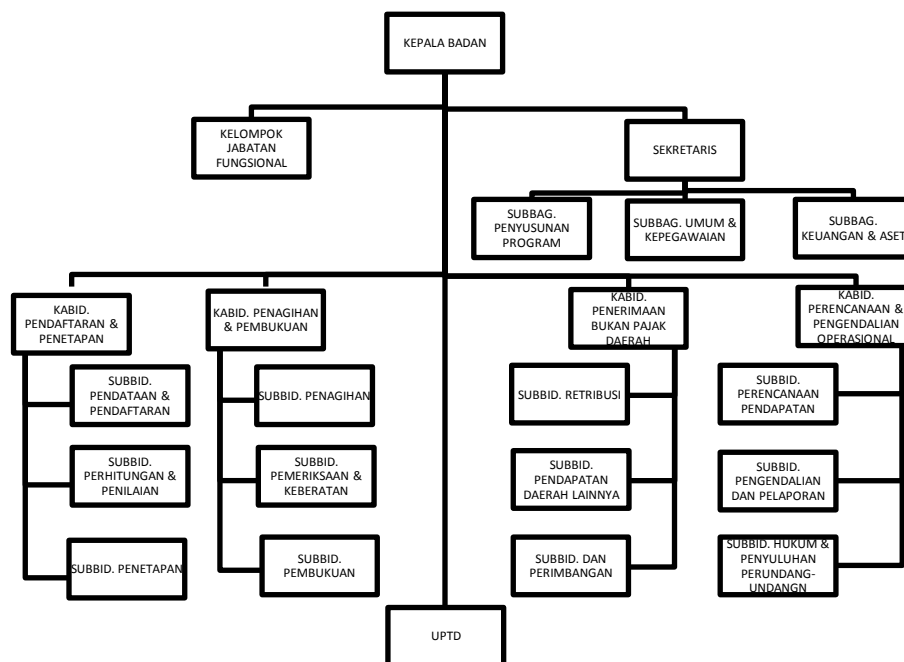 KEPALA BADAN
KELOMPOK
JABATAN
FUNGSIONAL
SEKRETARIS
SUBBAG.
PENYUSUNAN
PROGRAM
SUBBAG. UMUM &
KEPEGAWAIAN
SUBBAG.
KEUANGAN & ASET
KABID.
PENDAFTARAN &
PENETAPAN
KABID. PENAGIHAN
& PEMBUKUAN
KABID.
PENERIMAAN
BUKAN PAJAK
DAERAH
KABID.
PERENCANAAN &
PENGENDALIAN
OPERASIONAL
SUBBID.
PENDATAAN &
PENDAFTARAN
SUBBID.
PERHITUNGAN &
PENILAIAN
SUBBID. PENETAPAN
SUBBID. PENAGIHAN
SUBBID.
PEMERIKSAAN &
KEBERATAN
SUBBID.
PEMBUKUAN
SUBBID. RETRIBUSI
SUBBID.
PENDAPATAN
DAERAH LAINNYA
SUBBID. DAN
PERIMBANGAN
SUBBID.
PERENCANAAN
PENDAPATAN
SUBBID.
PENGENDALIAN
DAN PELAPORAN
SUBBID. HUKUM &
PENYULUHAN
PERUNDANG-
UNDANGN
UPTD